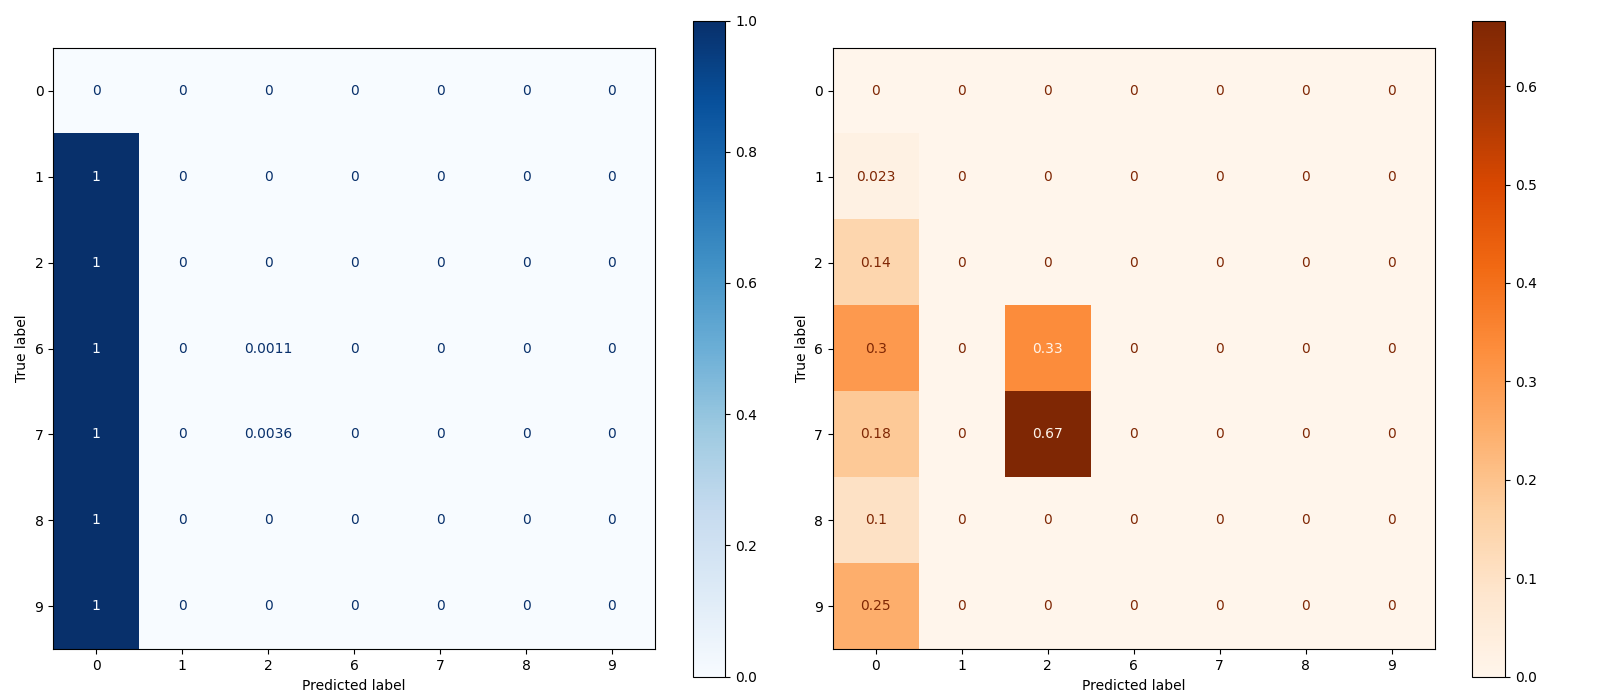 0 0 0 0 0 0 0 0
1 1 0 0 0 0 0 0
2 1 0 0 0 0 0 0
6 1 0 0.0011 0 0 0 0
7 1 0 0.0036 0 0 0 0
8 1 0 0 0 0 0 0
9 1 0 0 0 0 0 0
0 1 2 6 7 8 9
True label
Predicted label
1.0
0.8
0.6
0.4
0.2
0.0
0 0 0 0 0 0 0 0
1 0.023 0 0 0 0 0 0
2 0.14 0 0 0 0 0 0
6 0.3 0 0.33 0 0 0 0
7 0.18 0 0.67 0 0 0 0
8 0.1 0 0 0 0 0 0
9 0.25 0 0 0 0 0 0
0 1 2 6 7 8 9
True label
Predicted label
0.6
0.5
0.4
0.3
0.2
0.1
0.0